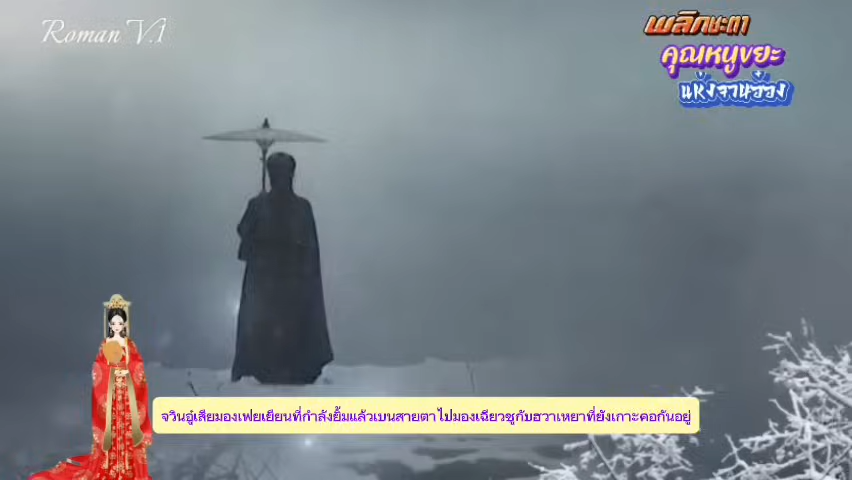 Roman V.1
พลิกชะตา
คุณหนูขยะ
แห่งจวนอ๋อง
จวินอู๋เสียมองเฟยเยียนที่กำลังยิ้มแล้วเบนสายตาไปมองเฉียวชูกับฮวาเหยาที่ยังเกาะคอกันอยู่